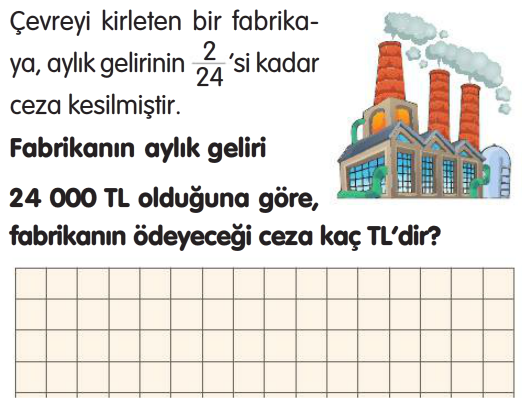 Çevreyi kirleten bir fabrika-
ya, aylık gelirinin 2/24 'si kadar
ceza kesilmiştir.
Fabrikanın aylık geliri
24 000 TL olduğuna göre,
fabrikanın ödeyeceği ceza kaç TL'dir?